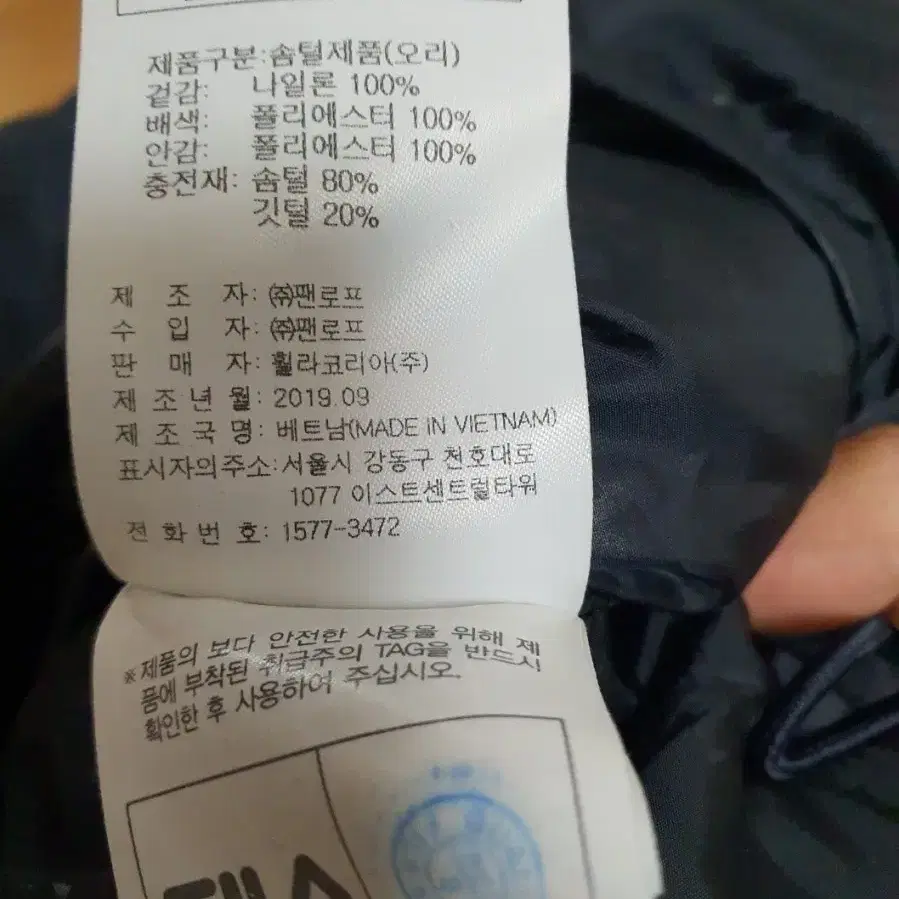 제품구분:솜털제품(오리)
겉감: 나일론 100%
배색: 폴리에스터 100%
안감: 폴리에스터 100%
충전재: 솜털 80%
깃털 20%
제 조 자: ㈜팬로프
수 입 자: ㈜팬로프
판 매 자: 휠라코리아(주)
제 조 년 월: 2019.09
제 조 국 명: 베트남(MADE IN VIETNAM)
표시자의주소: 서울시 강동구 천호대로
1077 이스트센트럴타워
전 화 번 호: 1577-3472
※제품의 보다 안전한 사용을 위해 제
품에 부착된 취급주의 TAG을 반드시
확인한 후 사용하여 주십시오.